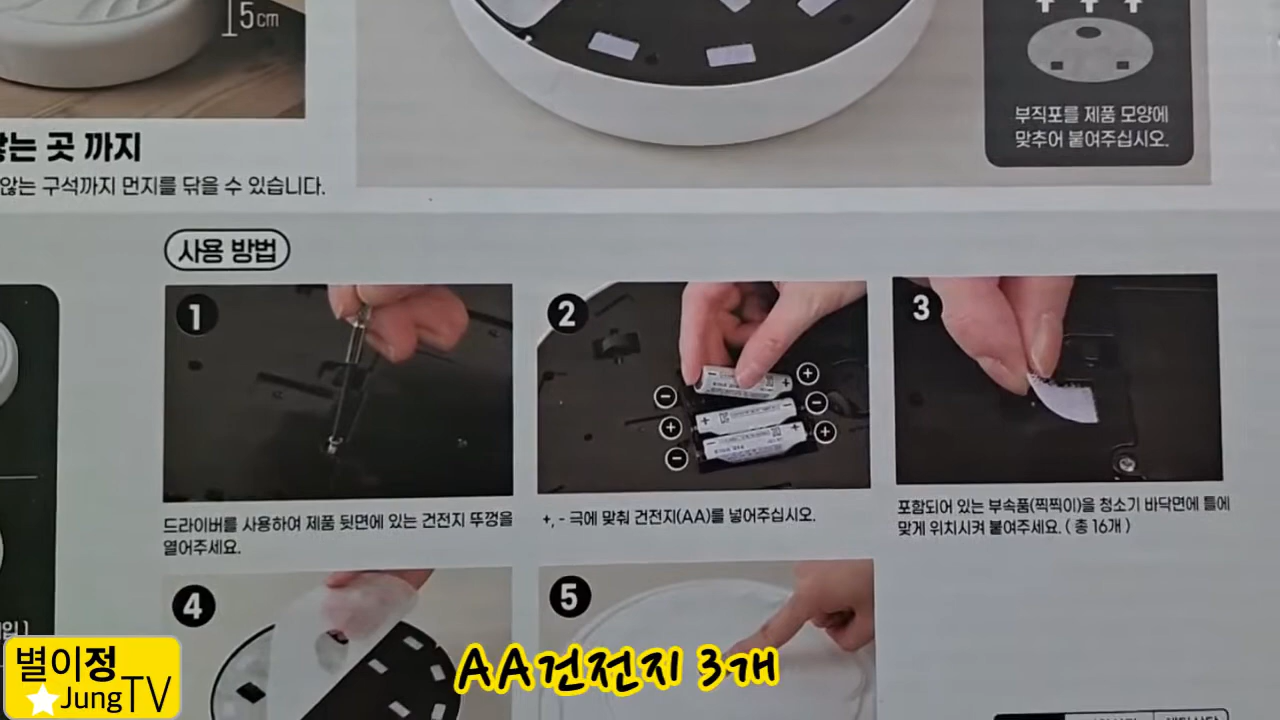 5cm
않는 곳 까지
않는 구석까지 먼지를 닦을 수 있습니다.
부직포를 제품 모양에
맞추어 붙여주십시오.
사용 방법
1
드라이버를 사용하여 제품 뒷면에 있는 건전지 뚜껑을
열어주세요.
2
+, - 극에 맞춰 건전지(AA)를 넣어주십시오.
3
포함되어 있는 부속품(찍찍이)을 청소기 바닥면에 틀에
맞게 위치시켜 붙여주세요. ( 총 16개 )
4
5
AA건전지 3개
별이정
JungTV